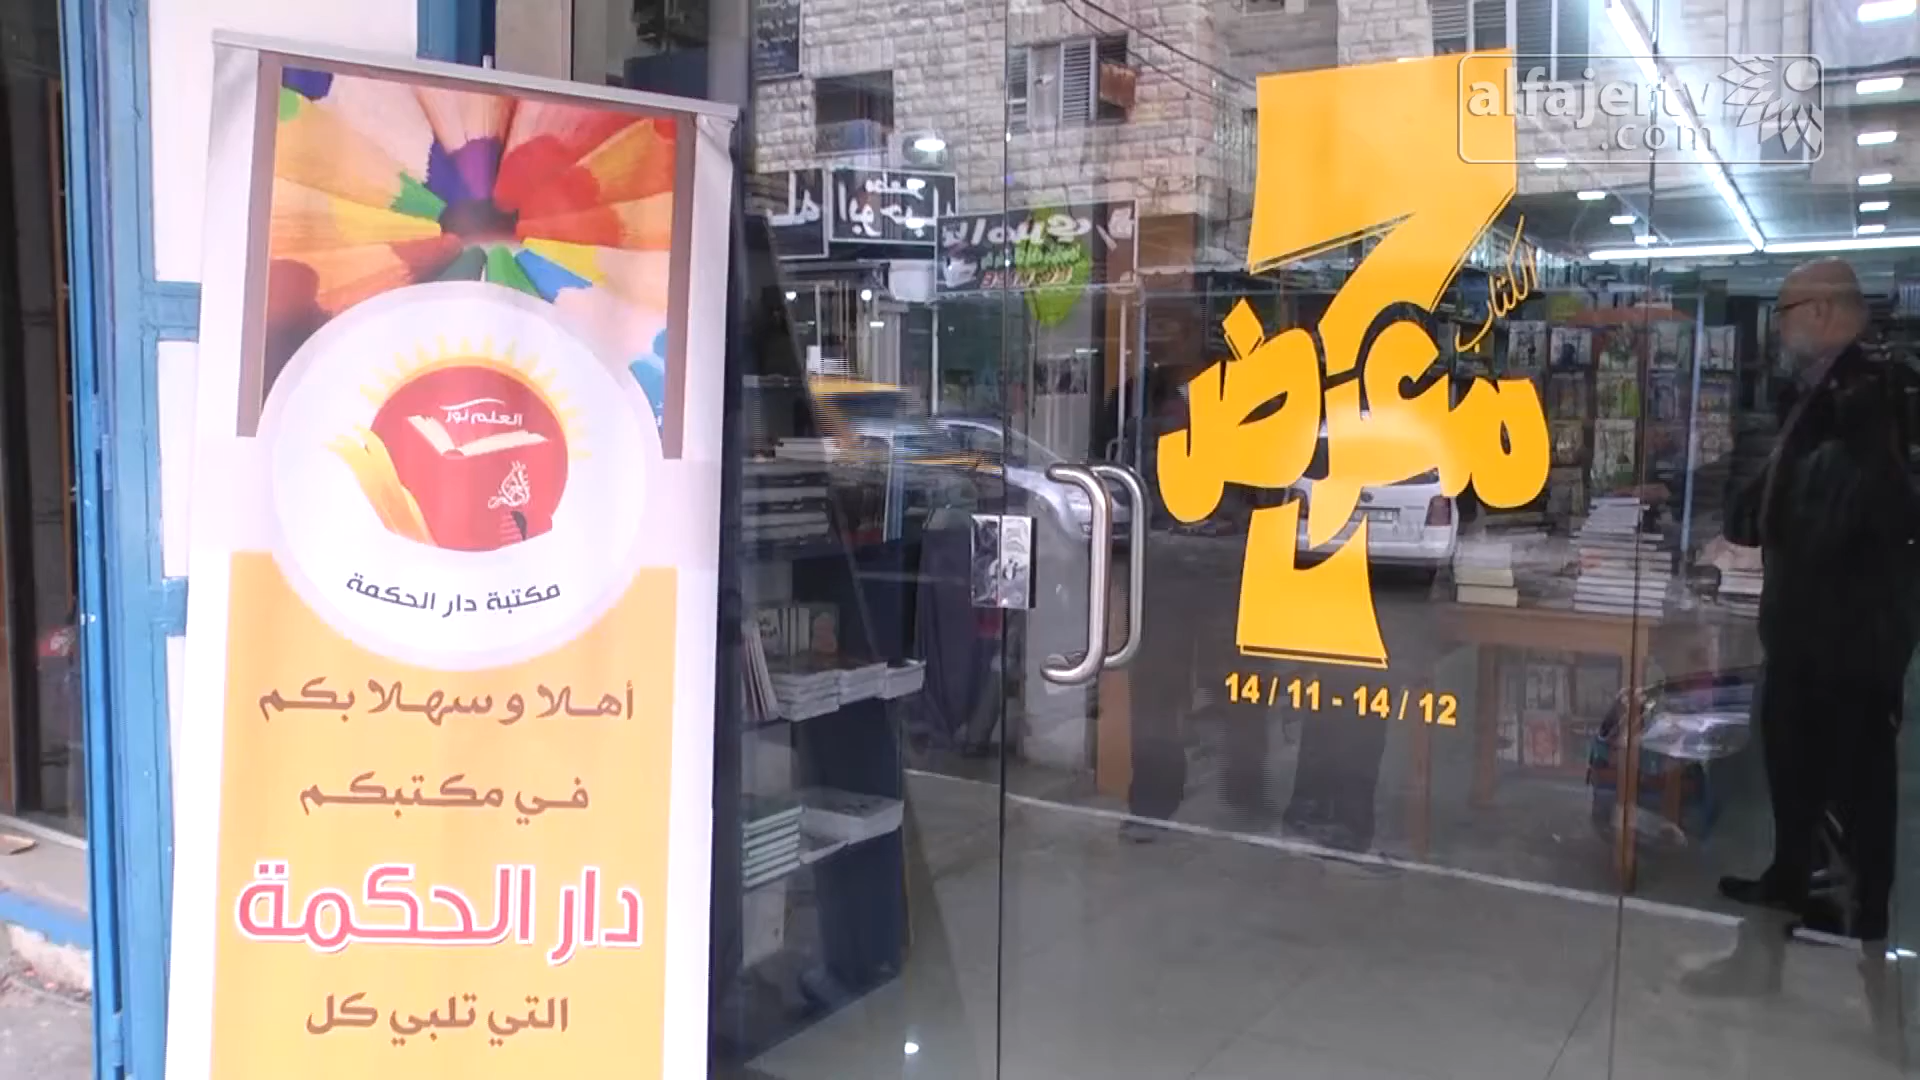 alfajertv
.com
العلم نور
مكتبة دار الحكمة
أهلا و سهلا بكم
في مكتبكم
دار الحكمة
التي تلبي كل
7
معرض
الكتاب
14 / 11 - 14 / 12